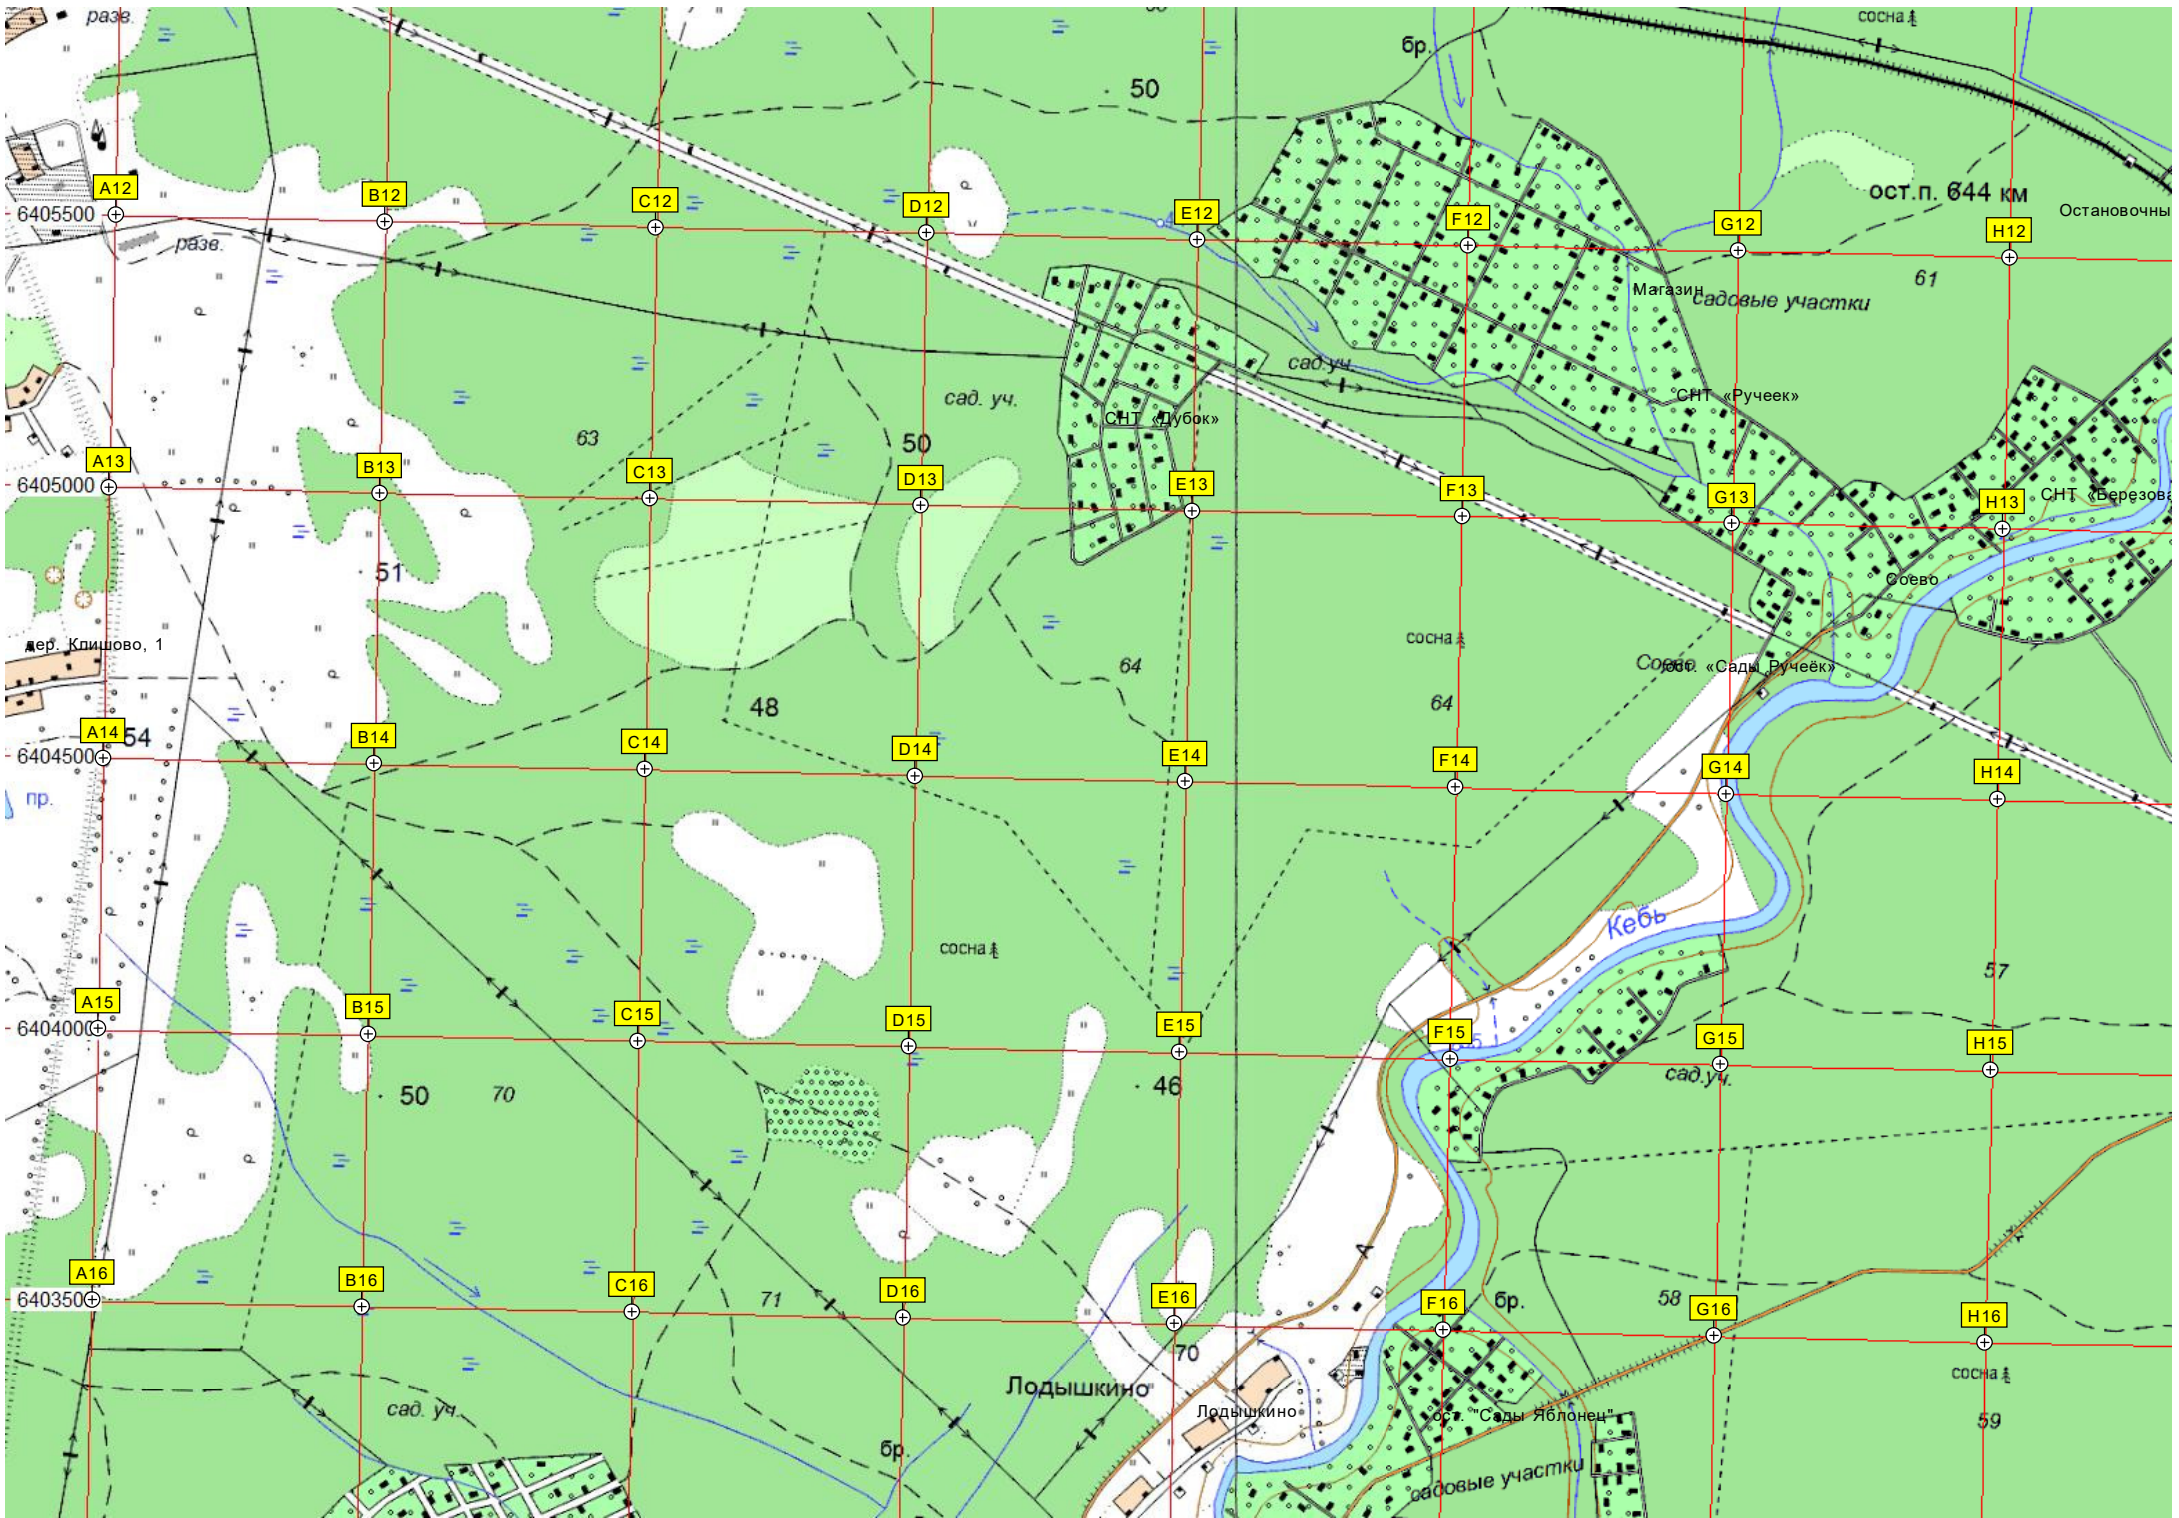 разв.
сосна
бр.
50
A12
6405500
B12
C12
D12
E12
F12
G12
H12
ост.п. 644 км
Остановочны
разв.
61
Магазин
садовые участки
сад.уч.
сад. уч.
СНТ «Ручеек»
СНТ «Дубок»
63
50
A13
6405000
B13
C13
D13
E13
F13
G13
H13
СНТ «Березова
51
Соево
дер. Клишово, 1
сосна
64
Соево
ост. «Сады Ручеёк»
64
48
A14
54
6404500
B14
C14
D14
E14
F14
G14
H14
пр.
Кебь
сосна
57
A15
6404000
B15
C15
D15
E15
F15
G15
H15
сад.уч.
50
70
46
A
A16
6403500
B16
C16
71
D16
E16
F16
бр.
58
G16
H16
70
Лодышкино
сосна
сад. уч.
Лодышкино
ост. "Сады Яблонец"
59
бр.
садовые участки